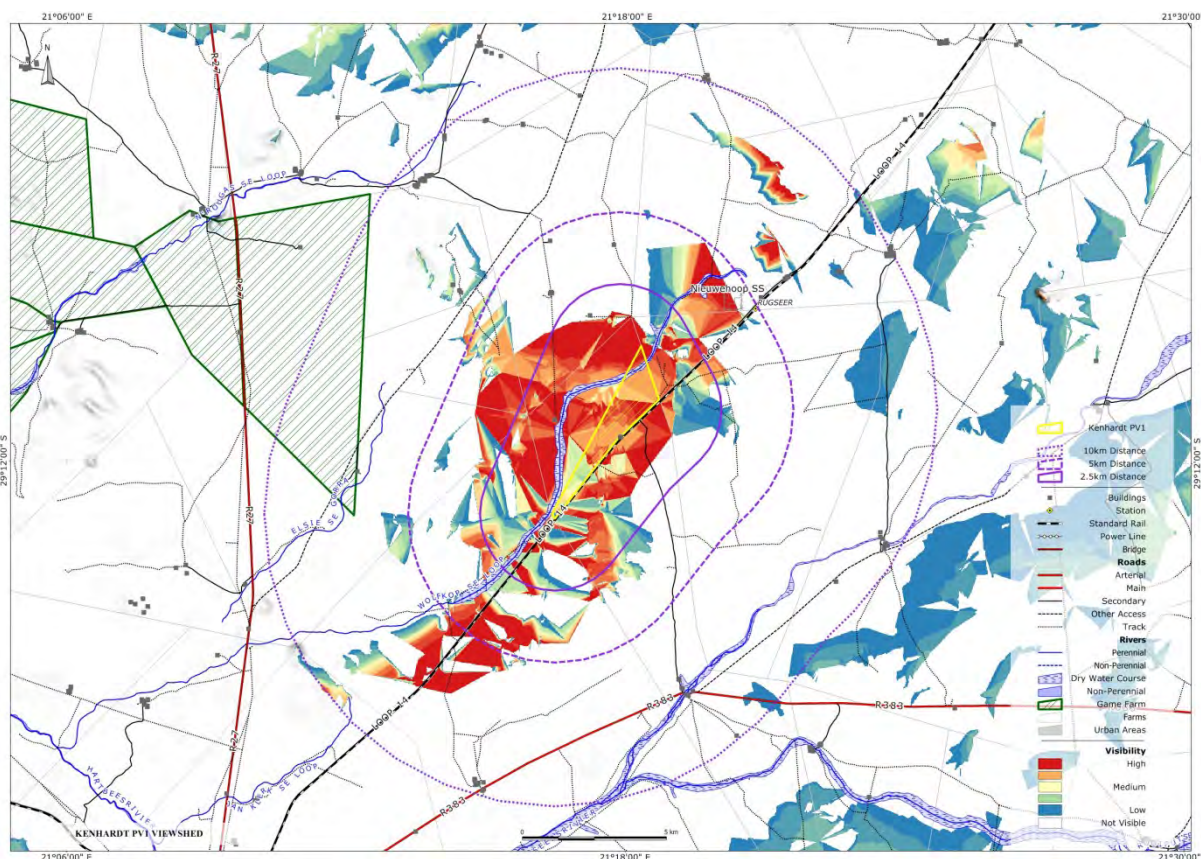 21°06'00" E
21°18'00" E
21°30'00" E
N
R27
LOOP 14
Nieuwehoop SS
RUGSEER
LOOP 14
R27
29°12'00" S
29°12'00" S
ELSIE SE GORRA
R27
LOOP 14
WOLFKOP SE LOOP
LOOP 14
R383
R383
R27
R383
HARTBEESRIVIER
KENHARDT PV1 VIEWSHED
0
5 km
21°06'00" E
21°18'00" E
21°30'00" E
Kenhardt PV1
10km Distance
5km Distance
2.5km Distance
Buildings
Station
Standard Rail
Power Line
Bridge
Roads
Arterial
Main
Secondary
Other Access
Track
Rivers
Perennial
Non-Perennial
Dry Water Course
Non-Perennial
Game Farm
Farms
Urban Areas
Visibility
High
Medium
Low
Not Visible